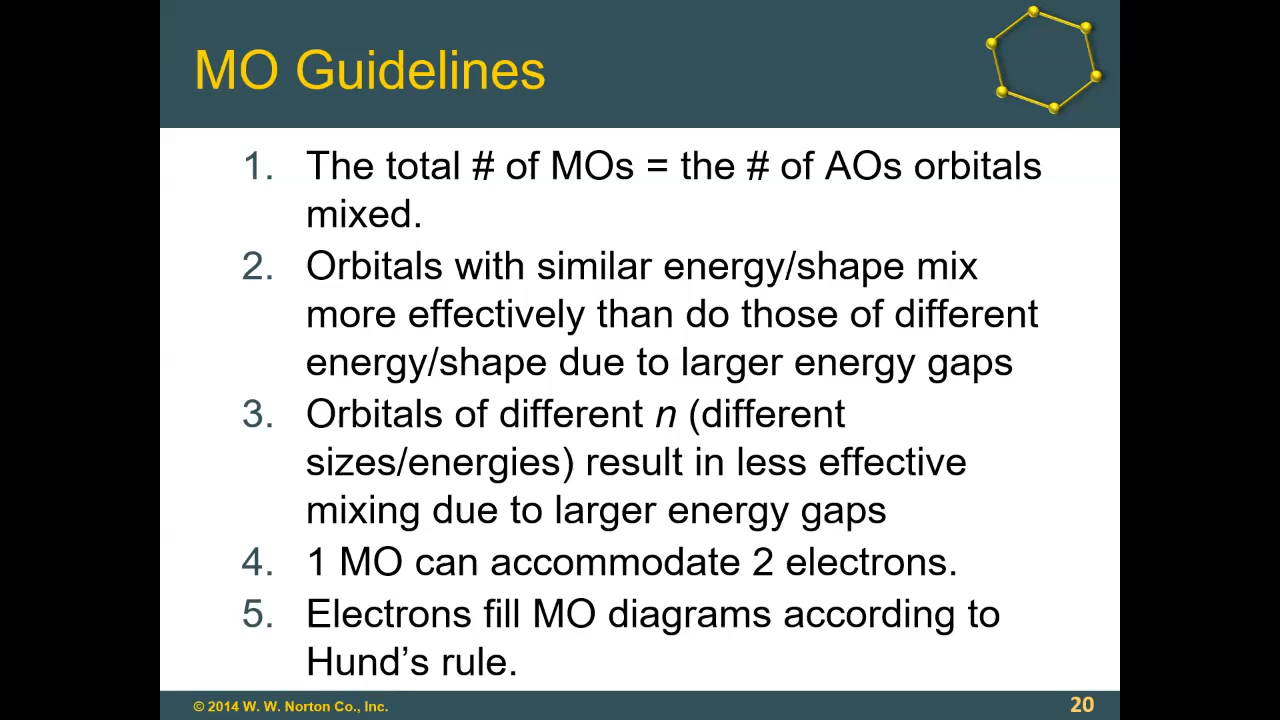 MO Guidelines
1. The total # of MOs = the # of AOs orbitals
mixed.
2. Orbitals with similar energy/shape mix
more effectively than do those of different
energy/shape due to larger energy gaps
3. Orbitals of different n (different
sizes/energies) result in less effective
mixing due to larger energy gaps
4. 1 MO can accommodate 2 electrons.
5. Electrons fill MO diagrams according to
Hund’s rule.
© 2014 W. W. Norton Co., Inc.
20